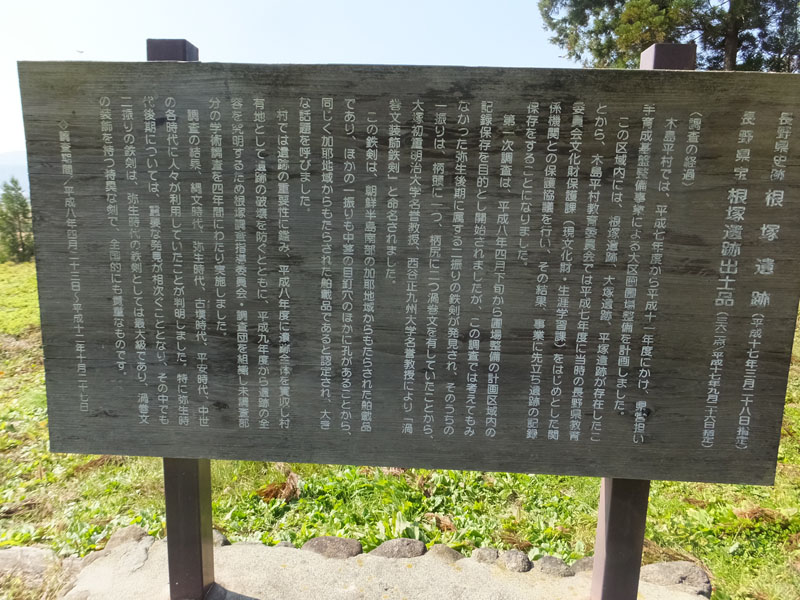 長野県史跡 根塚遺跡 (平成十七年三月二十八日指定)
長野県宝 根塚遺跡出土品
〈調査の経過〉
木島平村では、平成七年度から平成十一年度にかけ、県営担い
手育成基盤整備事業による大区画圃場整備を計画しました。
この区域内には、根塚遺跡、大塚遺跡、平塚遺跡が存在したこ
とから、木島平村教育委員会では平成七年度に当時の長野県教育
委員会文化財保護課(現文化財・生涯学習課)をはじめとした関
係機関との保護協議を行い、その結果、事業に先立ち遺跡の記録
保存をすることになりました。
第一次調査は、平成八年四月下旬から圃場整備の計画区域内の
記録保存を目的とし開始されましたが、この調査では考えてもみ
なかった弥生後期に属する二振りの鉄剣が発見され、そのうちの
一振りは、柄部に一つ、柄尻に二つ渦巻文を有していたことから、
大塚初重明治大学名誉教授、西谷正九州大学名誉教授により「渦
巻文装飾鉄剣」と命名されました。
この鉄剣は、朝鮮半島南部の加耶地域からもたらされた舶載品
であり、ほかの一振りも中茎の目釘穴のほかに孔があることから、
同じく加耶地域からもたらされた舶載品であると認定され、大き
な話題を呼びました。
村では遺跡の重要性に鑑み、平成八年度に遺跡全体を買収し村
有地として遺跡の破壊を防ぐとともに、平成九年度から遺跡の全
容を究明するため根塚遺跡調査指導委員会・調査団を組織し未調査部
分の学術調査を四年間にわたり実施しました。
調査の結果、縄文時代、弥生時代、古墳時代、平安時代、中世
の各時代に人々が利用していたことが判明しました。特に弥生時
代後期については、貴重な発見が相次ぐこととなり、その中でも
二振りの鉄剣は、弥生時代の鉄剣としては最大級であり、渦巻文
の装飾を持つ特異な剣で、全国的にも貴重なものです。
◇調査期間/平成八年五月二十三日～平成十二年十月二十七日